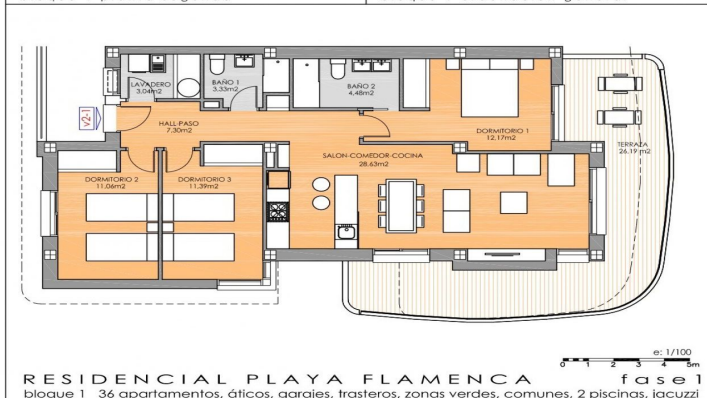 LAVADERO
3,04m2
BAÑO 1
3,33m2
BAÑO 2
4,48m2
v2-1
HALL-PASO
7.30m2
DORMITORIO 1
12,17m2
TERRAZA
26.19 m2
SALON-COMEDOR-COCINA
28.63m2
DORMITORIO 2
11.06m2
DORMITORIO 3
11,39m2
e: 1/100
0 1 2 3 4 5m
RESIDENCIAL PLAYA FLAMENCA fase1
bloque 1 36 apartamentos, áticos, garajes, trasteros, zonas verdes, comunes, 2 piscinas, jacuzzi